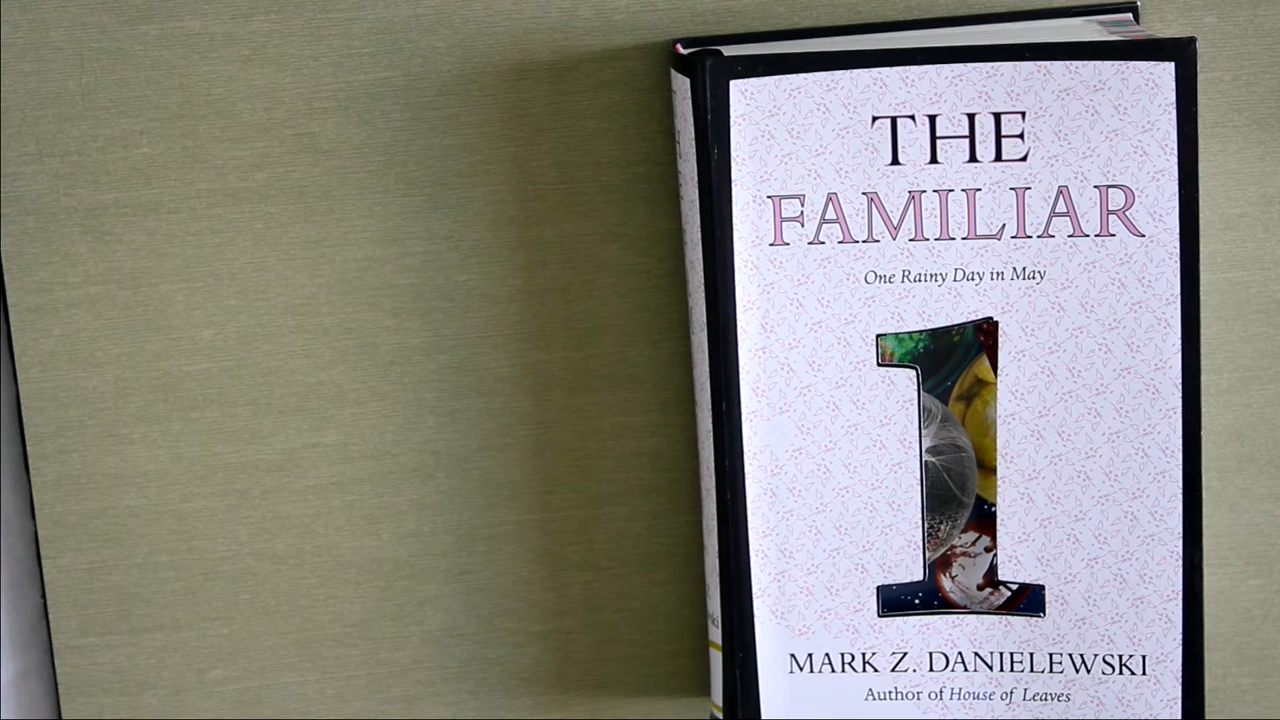 THE
FAMILIAR
One Rainy Day in May
1
MARK Z. DANIELEWSKI
Author of House of Leaves